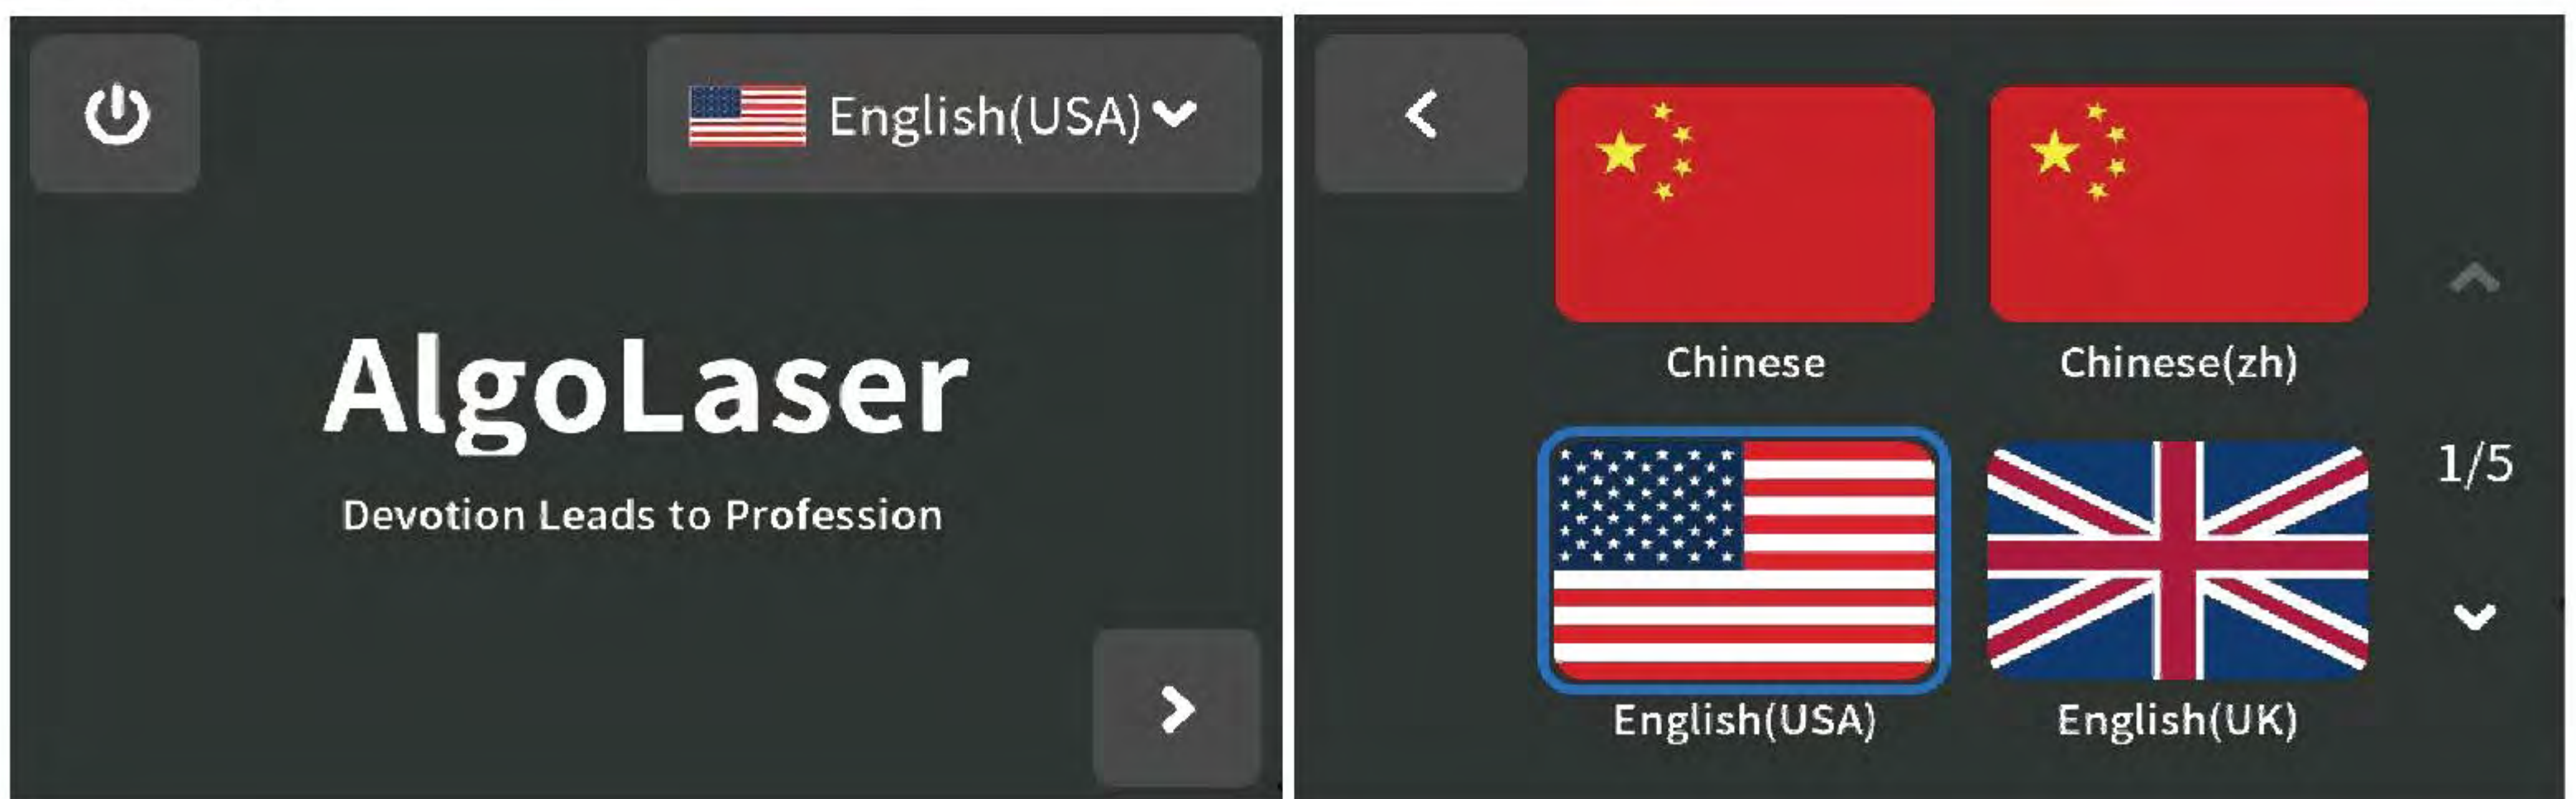 English(USA)
AlgoLaser
Devotion Leads to Profession
Chinese
Chinese(zh)
1/5
English(USA)
English(UK)